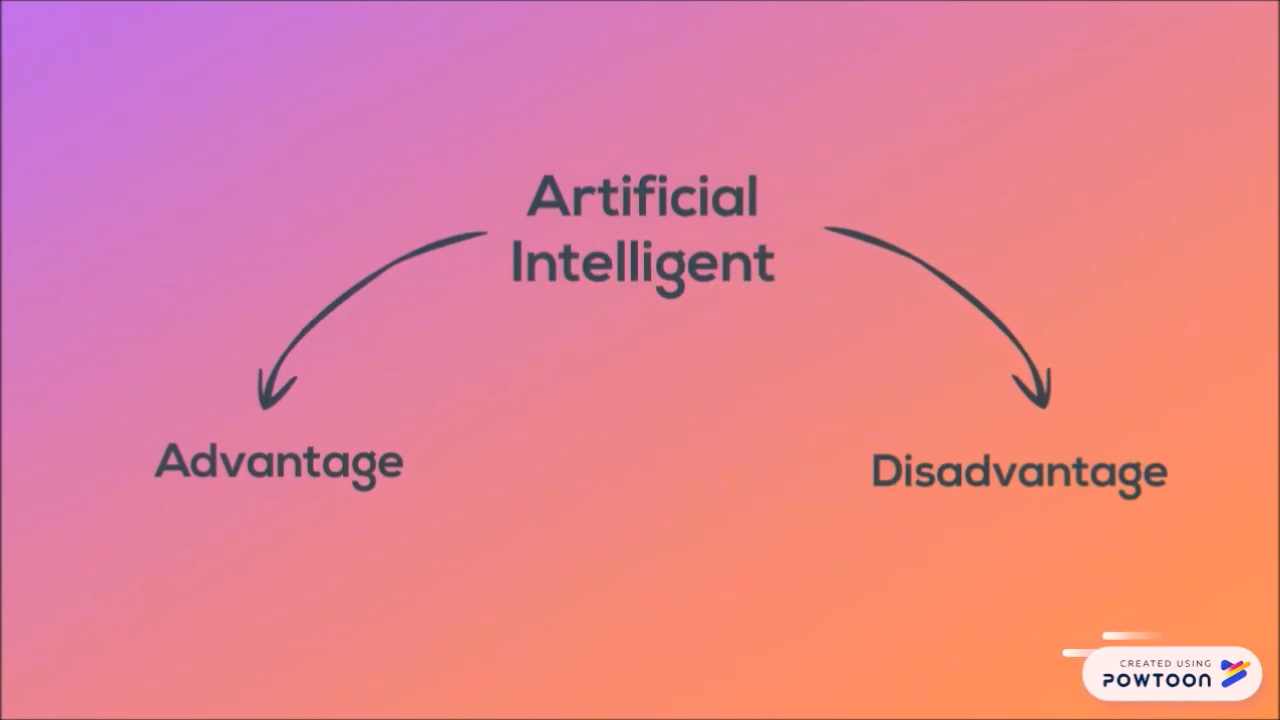 Artificial
Intelligent
Advantage
Disadvantage
CREATED USING
POWTOON